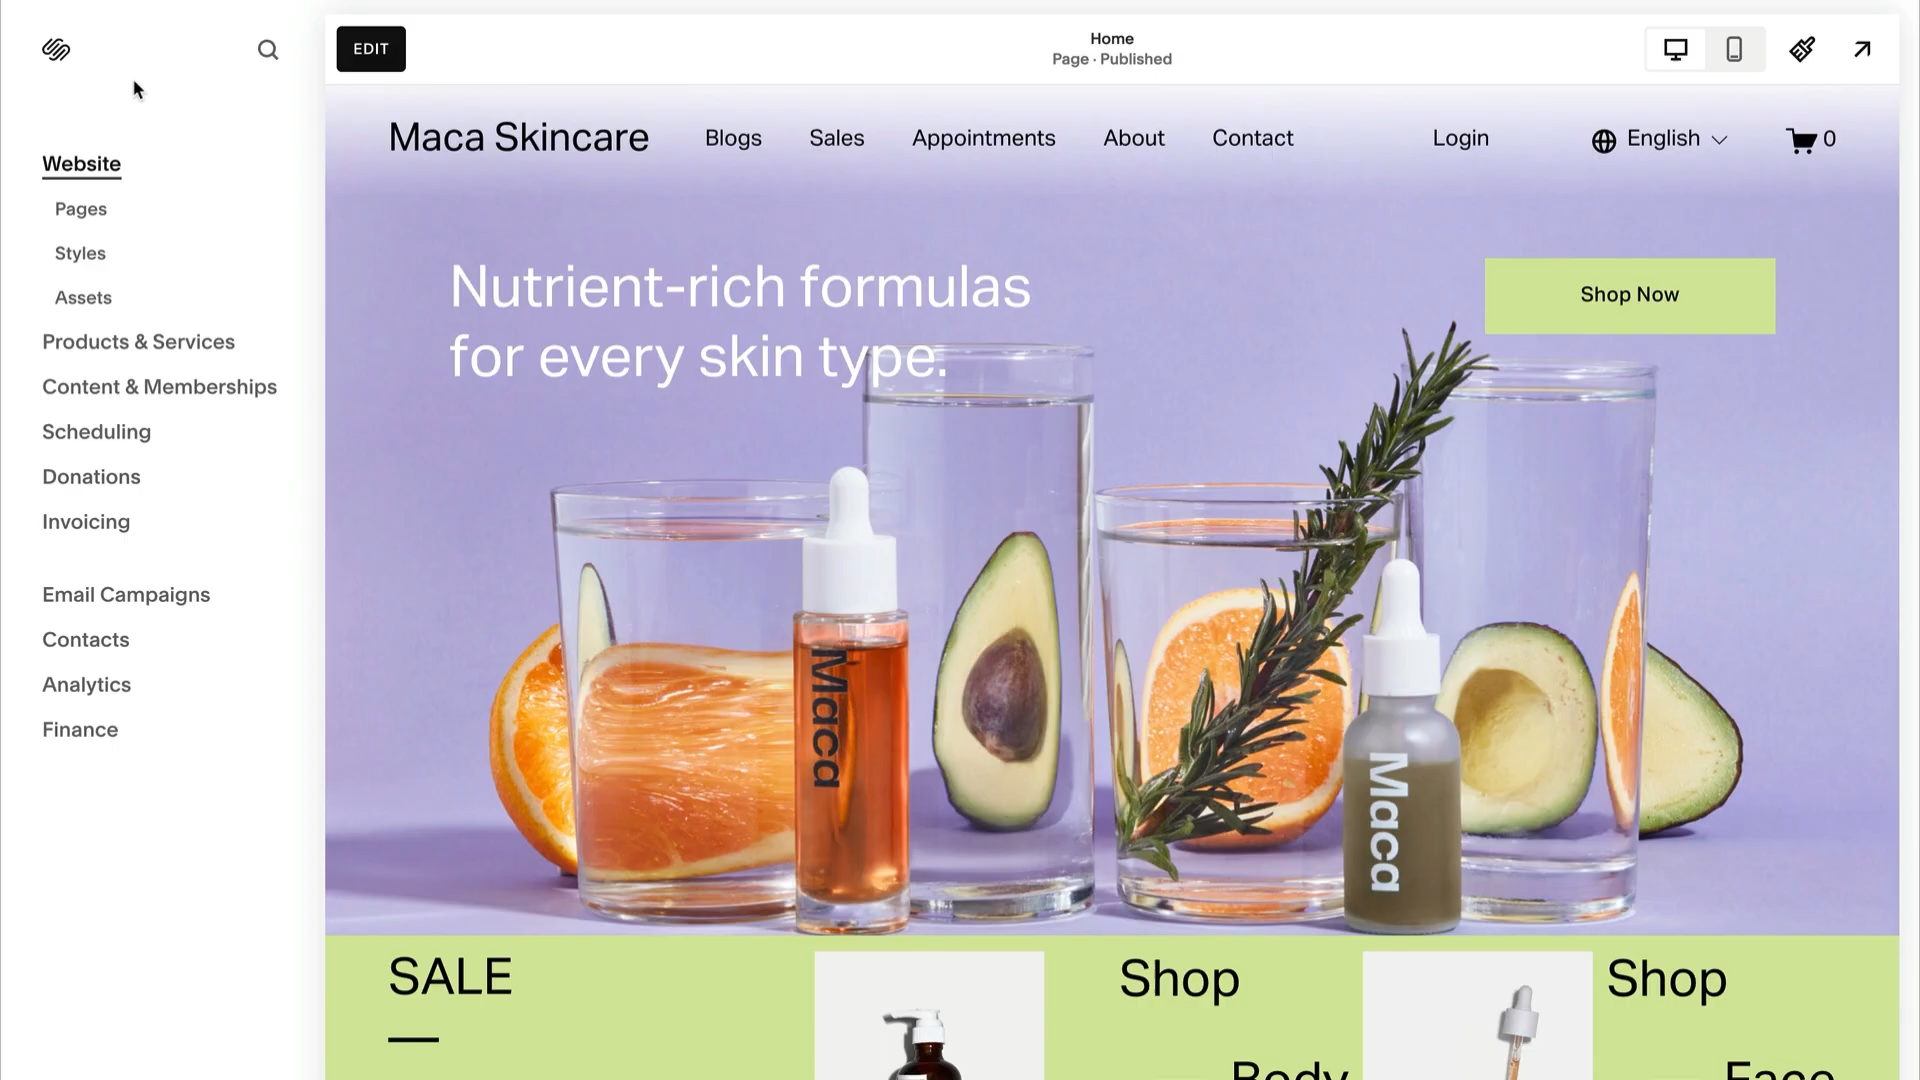 EDIT
Home
Page · Published
Website
Pages
Styles
Assets
Products & Services
Content & Memberships
Scheduling
Donations
Invoicing
Email Campaigns
Contacts
Analytics
Finance
Maca Skincare Blogs Sales Appointments About Contact Login English 0
Nutrient-rich formulas
for every skin type.
Shop Now
Maca
Maca
SALE
Shop
Body
Shop
Face